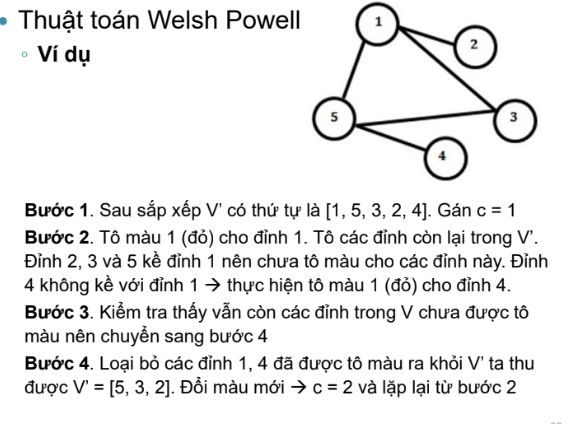 Thuật toán Welsh Powell
Ví dụ
1
2
5
3
4
Bước 1. Sau sắp xếp V' có thứ tự là [1, 5, 3, 2, 4]. Gán c = 1
Bước 2. Tô màu 1 (đỏ) cho đỉnh 1. Tô các đỉnh còn lại trong V'.
Đỉnh 2, 3 và 5 kề đỉnh 1 nên chưa tô màu cho các đỉnh này. Đỉnh
4 không kề với đỉnh 1 → thực hiện tô màu 1 (đỏ) cho đỉnh 4.
Bước 3. Kiểm tra thấy vẫn còn các đỉnh trong V chưa được tô
màu nên chuyển sang bước 4
Bước 4. Loại bỏ các đỉnh 1, 4 đã được tô màu ra khỏi V' ta thu
được V' = [5, 3, 2]. Đổi màu mới → c = 2 và lặp lại từ bước 2